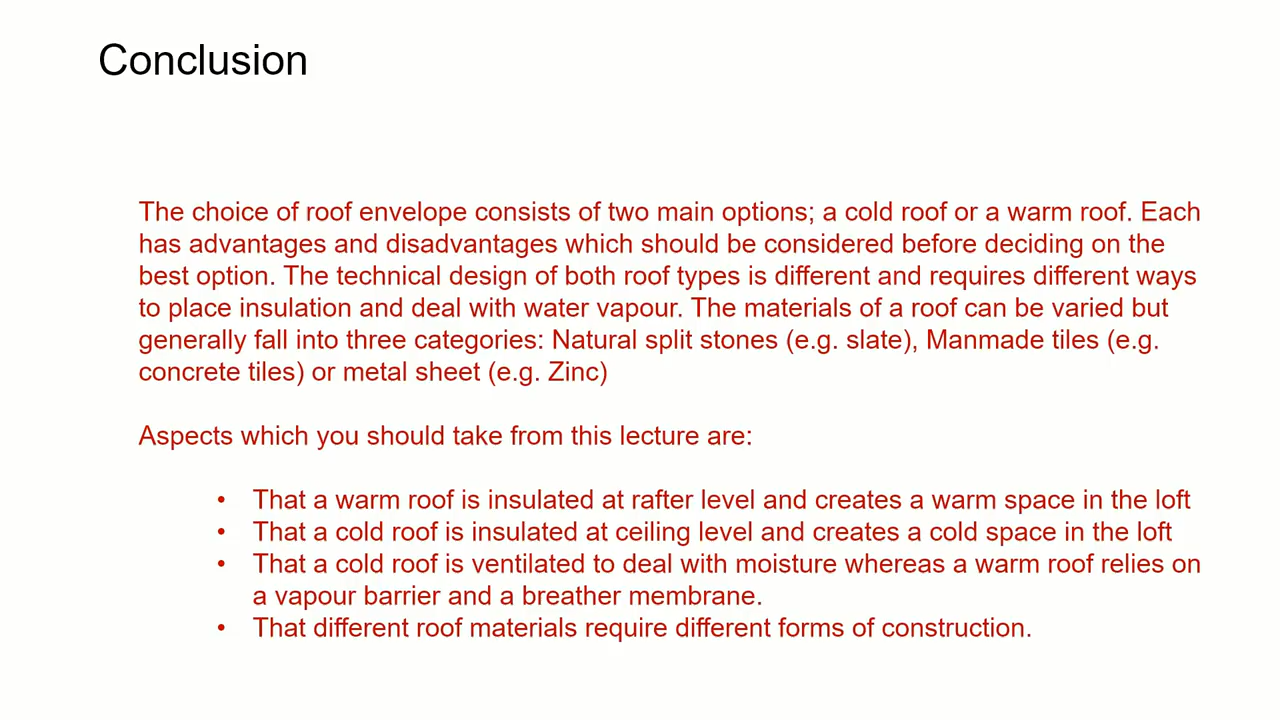 Conclusion
The choice of roof envelope consists of two main options; a cold roof or a warm roof. Each
has advantages and disadvantages which should be considered before deciding on the
best option. The technical design of both roof types is different and requires different ways
to place insulation and deal with water vapour. The materials of a roof can be varied but
generally fall into three categories: Natural split stones (e.g. slate), Manmade tiles (e.g.
concrete tiles) or metal sheet (e.g. Zinc)
Aspects which you should take from this lecture are:
• That a warm roof is insulated at rafter level and creates a warm space in the loft
• That a cold roof is insulated at ceiling level and creates a cold space in the loft
• That a cold roof is ventilated to deal with moisture whereas a warm roof relies on
a vapour barrier and a breather membrane.
• That different roof materials require different forms of construction.